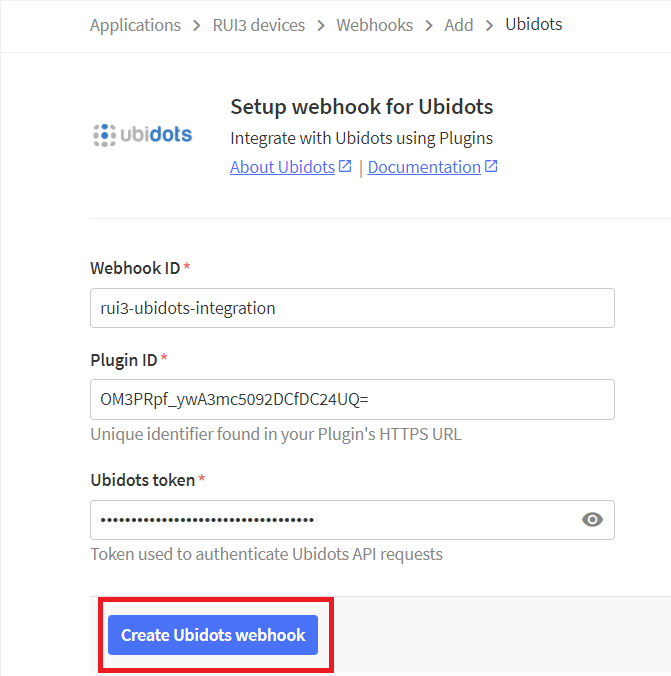 Applications > RUI3 devices > Webhooks > Add > Ubidots
ubidots
Setup webhook for Ubidots
Integrate with Ubidots using Plugins
About Ubidots | Documentation
Webhook ID *
rui3-ubidots-integration
Plugin ID *
OM3PRpf_ywA3mc5092DCfDC24UQ=
Unique identifier found in your Plugin's HTTPS URL
Ubidots token *
•••••••••••••••••••••••••••••••••••
Token used to authenticate Ubidots API requests
Create Ubidots webhook